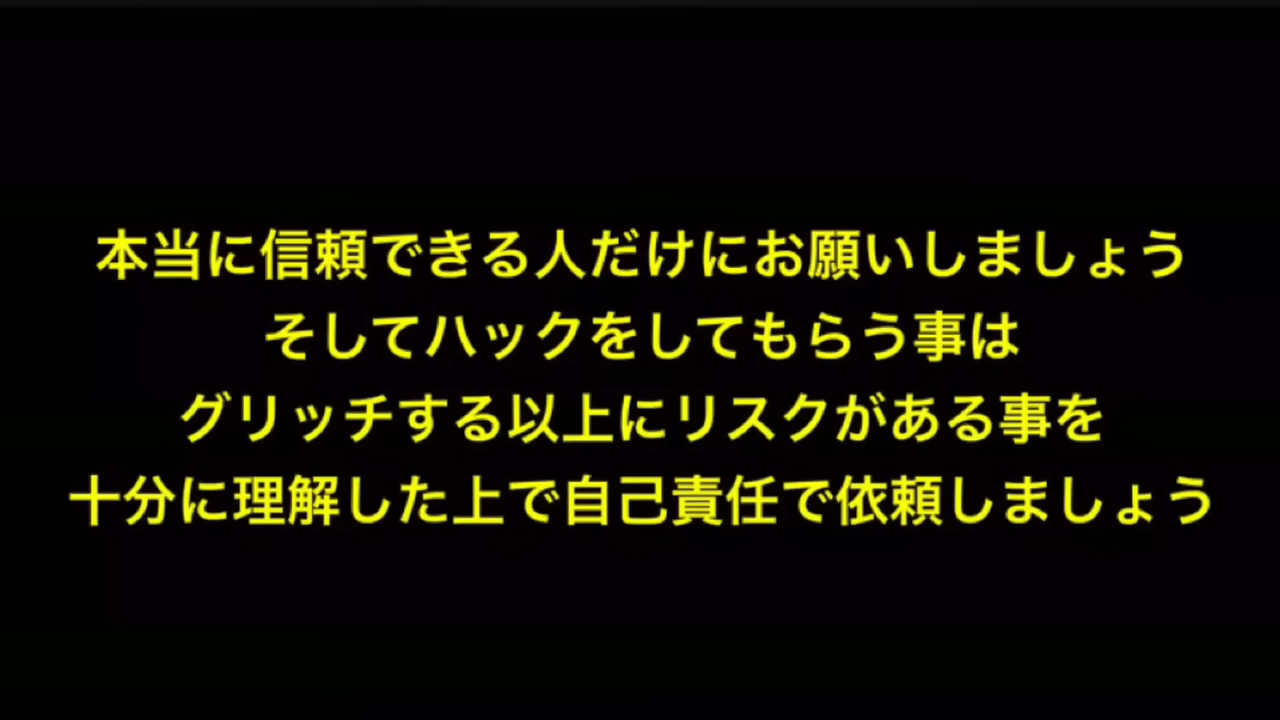 本当に信頼できる人だけにお願いしましょう
そしてハックをしてもらう事は
グリッチする以上にリスクがある事を
十分に理解した上で自己責任で依頼しましょう